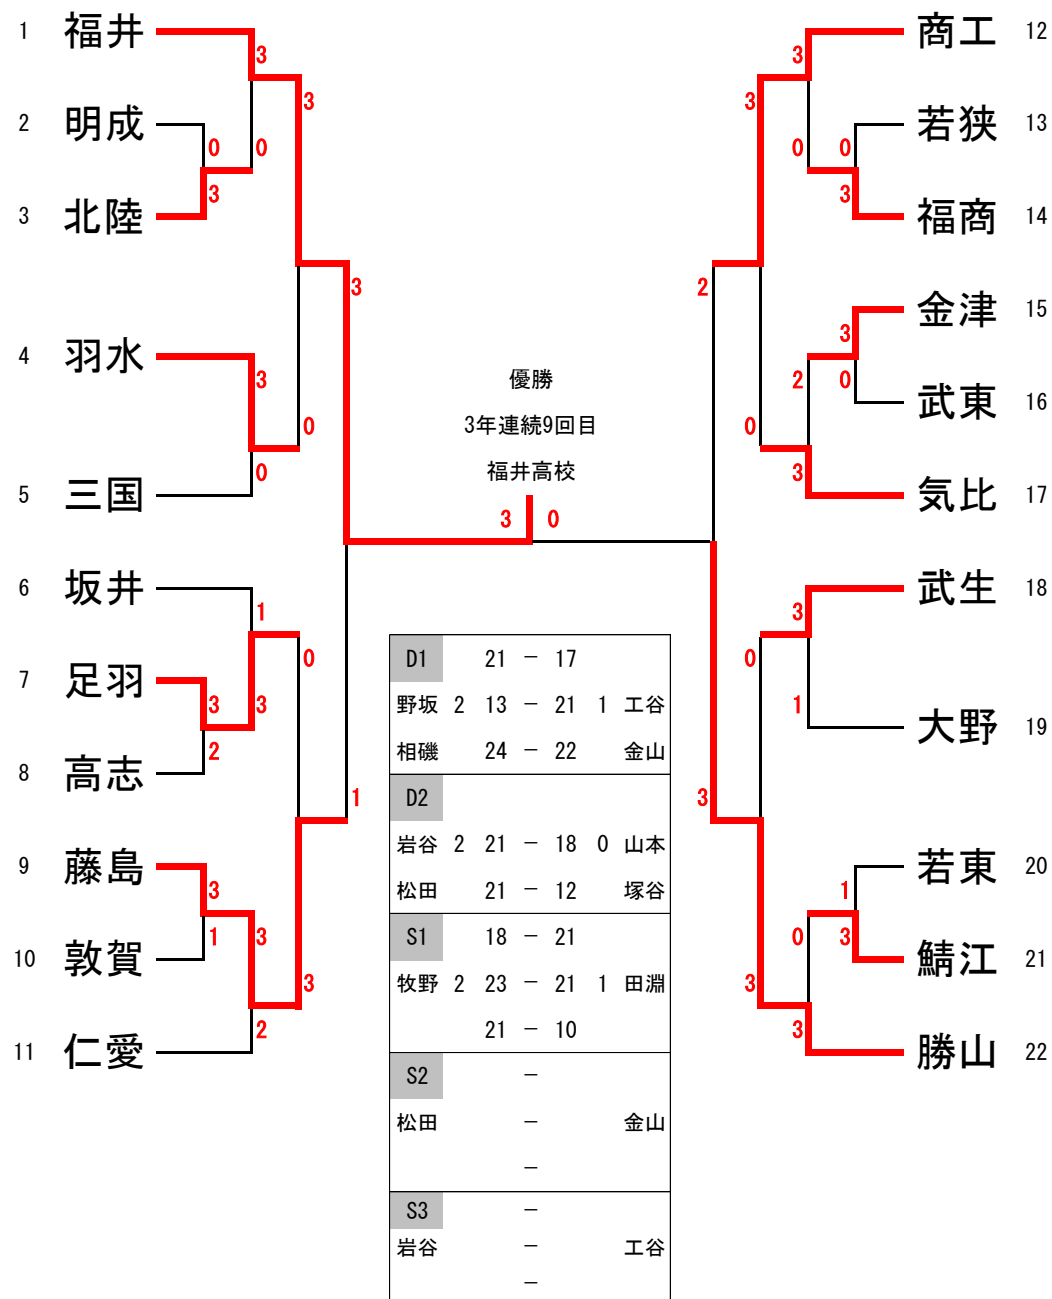 1 福井 3 3 商工 12
3 3
2 明成 0 0 0 0 若狭 13
3 北陸 3 3 福商 14
3 2
金津 15
4 羽水 3 3
優勝 2 0
3年連続9回目 武東 16
0 0
5 三国 0 福井高校 3 気比 17
3 0
6 坂井 1 3 武生 18
0 0
D1 21 － 17
7 足羽 3 3 野坂 2 13 － 21 1 工谷 1
大野 19
2 相磯 24 － 22 金山
8 高志
1 D2 3
岩谷 2 21 － 18 0 山本
9 藤島 3 松田 21 － 12 塚谷 1 若東 20
1 3 S1 18 － 21 0 3
10 敦賀 鯖江 21
3 牧野 2 23 － 21 1 田淵 3
2 21 － 10 3
11 仁愛 勝山 22
S2 －
松田 － 金山
－
S3 －
岩谷 － 工谷
－